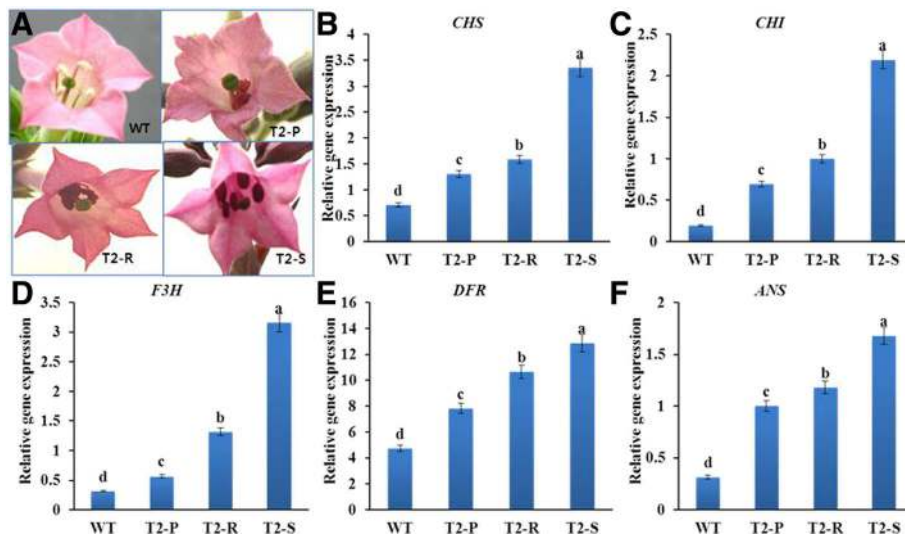 A
WT
T2-P
T2-R
T2-S
B
CHS
Relative gene expression
4
3.5
3
2.5
2
1.5
1
0.5
0
d
c
b
a
WT T2-P T2-R T2-S
C
CHI
Relative gene expression
2.5
2
1.5
1
0.5
0
d
c
b
a
WT T2-P T2-R T2-S
D
F3H
Relative gene expression
3.5
3
2.5
2
1.5
1
0.5
0
d
c
b
a
WT T2-P T2-R T2-S
E
DFR
Relative gene expression
16
14
12
10
8
6
4
2
0
d
c
b
a
WT T2-P T2-R T2-S
F
ANS
Relative gene expression
2
1.5
1
0.5
0
d
c
b
a
WT T2-P T2-R T2-S